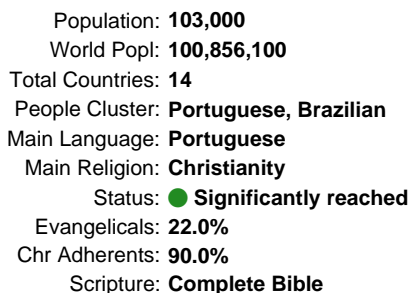 Population: 103,000
World Popl: 100,856,100
Total Countries: 14
People Cluster: Portuguese, Brazilian
Main Language: Portuguese
Main Religion: Christianity
Status: Significantly reached
Evangelicals: 22.0%
Chr Adherents: 90.0%
Scripture: Complete Bible